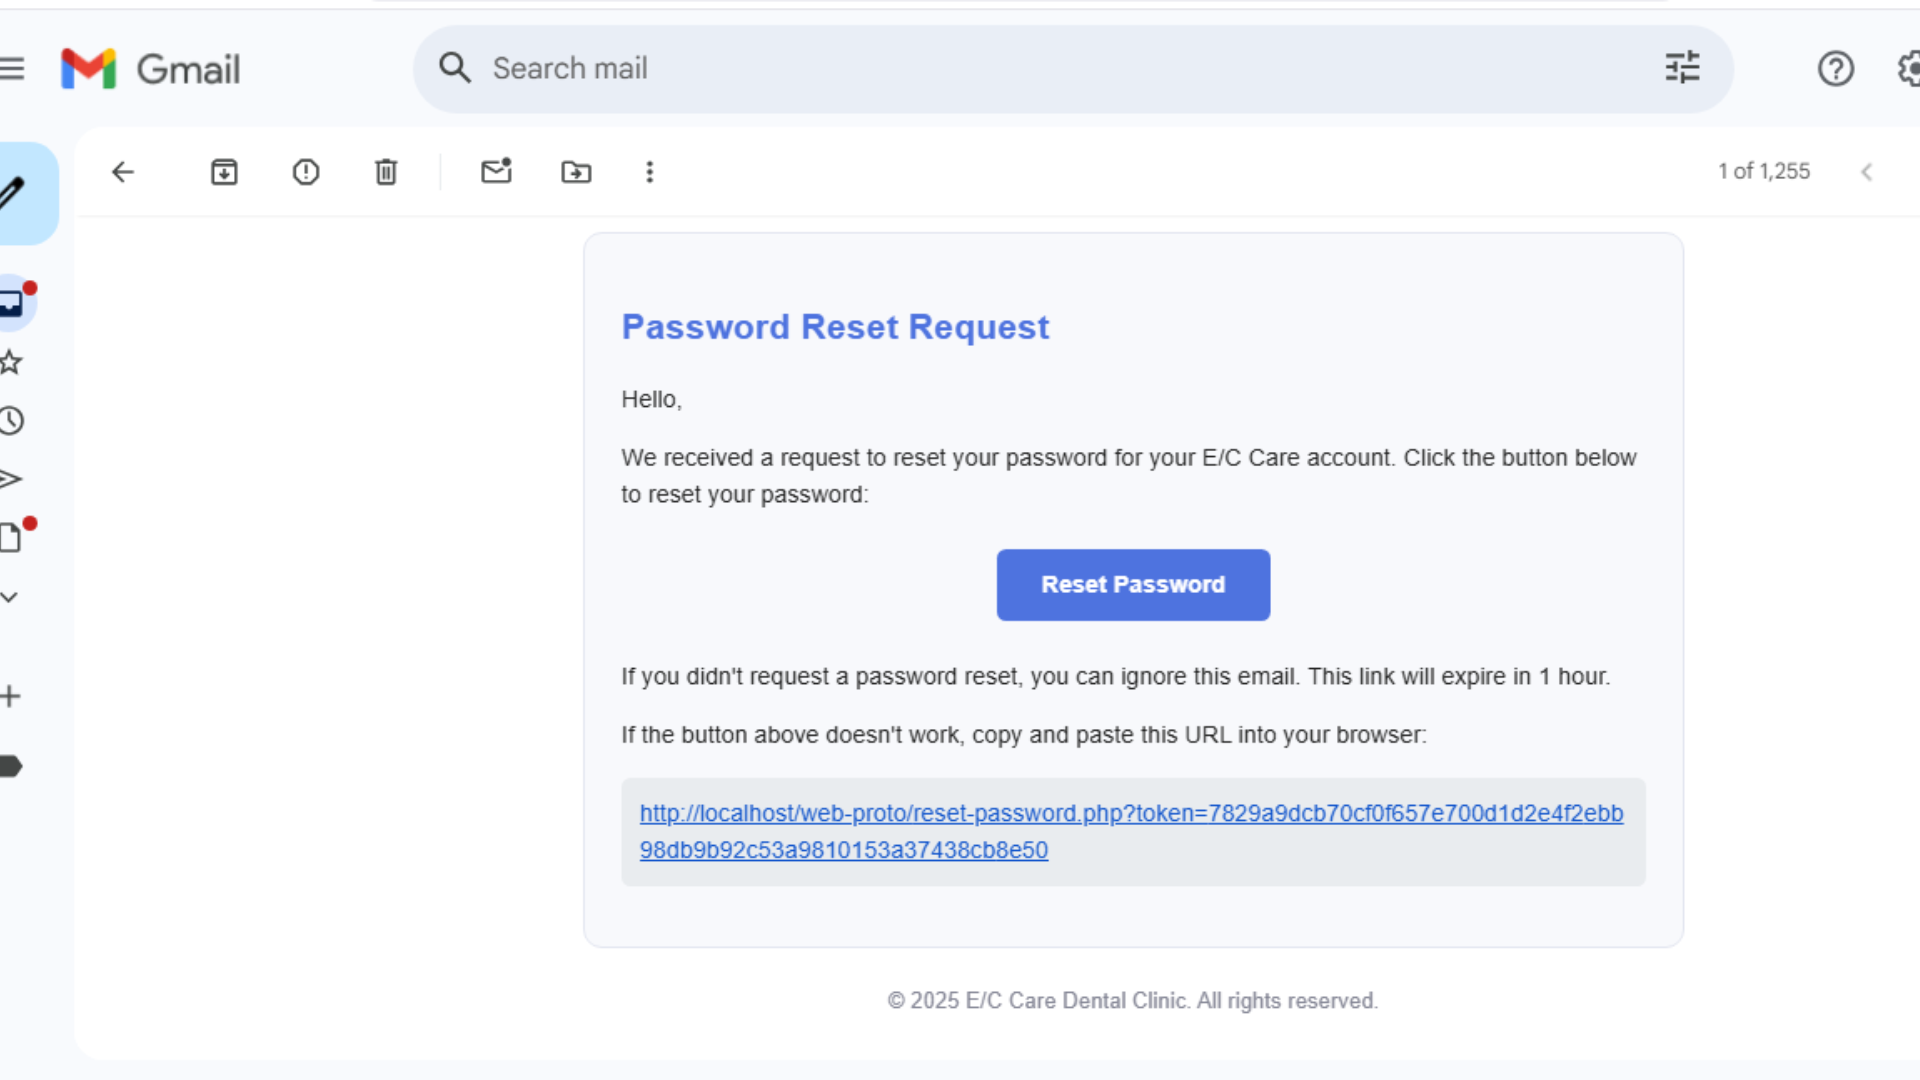 Gmail
Search mail
1 of 1,255
Password Reset Request
Hello,
We received a request to reset your password for your E/C Care account. Click the button below
to reset your password:
Reset Password
If you didn't request a password reset, you can ignore this email. This link will expire in 1 hour.
If the button above doesn't work, copy and paste this URL into your browser:
http://localhost/web-proto/reset-password.php?token=7829a9dcb70cf0f657e700d1d2e4f2ebb
98db9b92c53a9810153a37438cb8e50
© 2025 E/C Care Dental Clinic. All rights reserved.